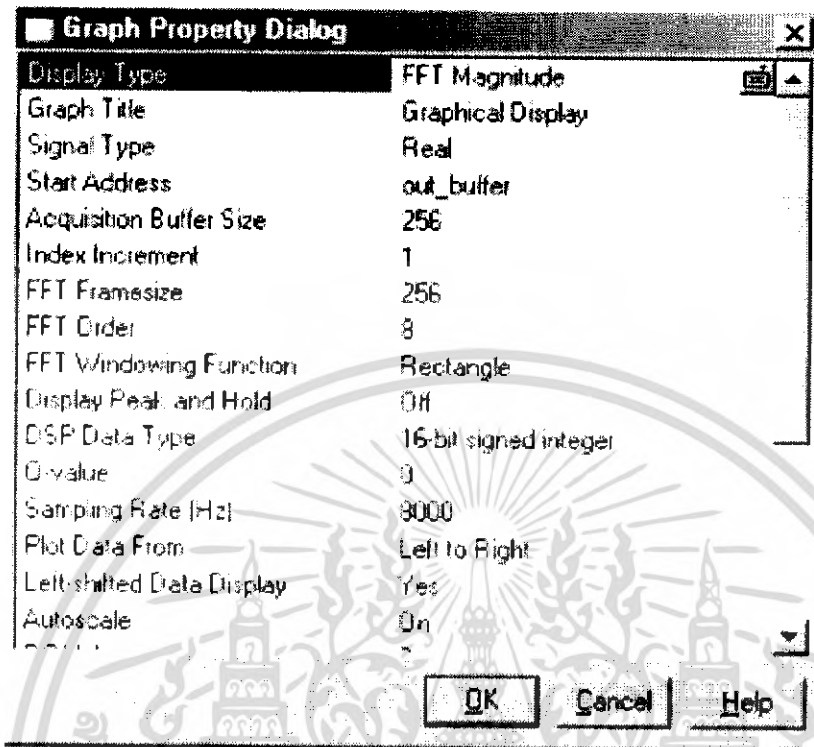 Graph Property Dialog
Display Type FFT Magnitude
Graph Title Graphical Display
Signal Type Real
Start Address out_buffer
Acquisition Buffer Size 256
Index Increment 1
FFT Framesize 256
FFT Order 8
FFT Windowing Function Rectangle
Display Peak and Hold Off
DSP Data Type 16-bit signed integer
Q-value 0
Sampling Rate (Hz) 8000
Plot Data From Left to Right
Left-shifted Data Display Yes
Autoscale On
OK Cancel Help